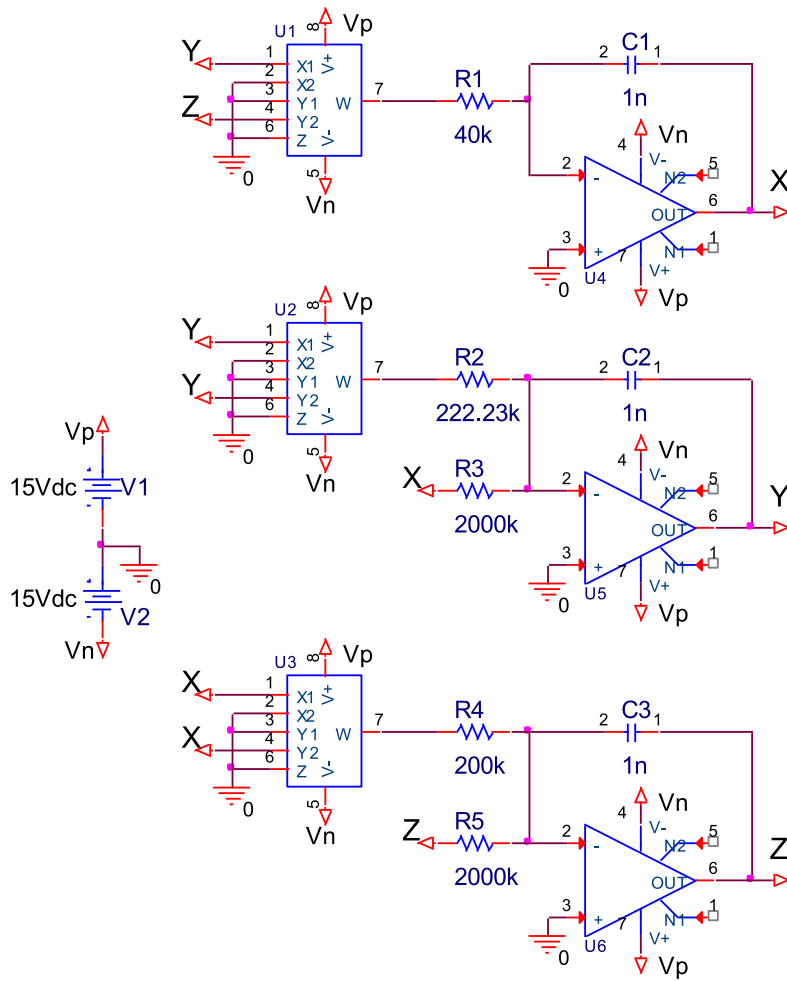 U1
8
Vp
Y
1
X1
V+
2
X2
3
Y1
W
7
Z
4
Y2
6
Z
V-
0
5
Vn
R1
40k
2
C1
1
1n
Vn
4
V-
2
-
N2
5
X
OUT
6
3
+
N1
1
7
V+
0
U4
Vp
U2
8
Vp
Y
1
X1
V+
2
X2
3
Y1
W
7
Y
4
Y2
6
Z
V-
0
5
Vn
R2
222.23k
X
R3
2000k
2
C2
1
1n
Vn
4
V-
2
-
N2
5
Y
OUT
6
3
+
N1
1
7
V+
0
U5
Vp
Vp
15Vdc
V1
-
0
15Vdc
V2
-
Vn
U3
8
Vp
X
1
X1
V+
2
X2
3
Y1
W
7
X
4
Y2
6
Z
V-
0
5
Vn
R4
200k
Z
R5
2000k
2
C3
1
1n
Vn
4
V-
2
-
N2
5
Z
OUT
6
3
+
N1
1
7
V+
0
U6
Vp